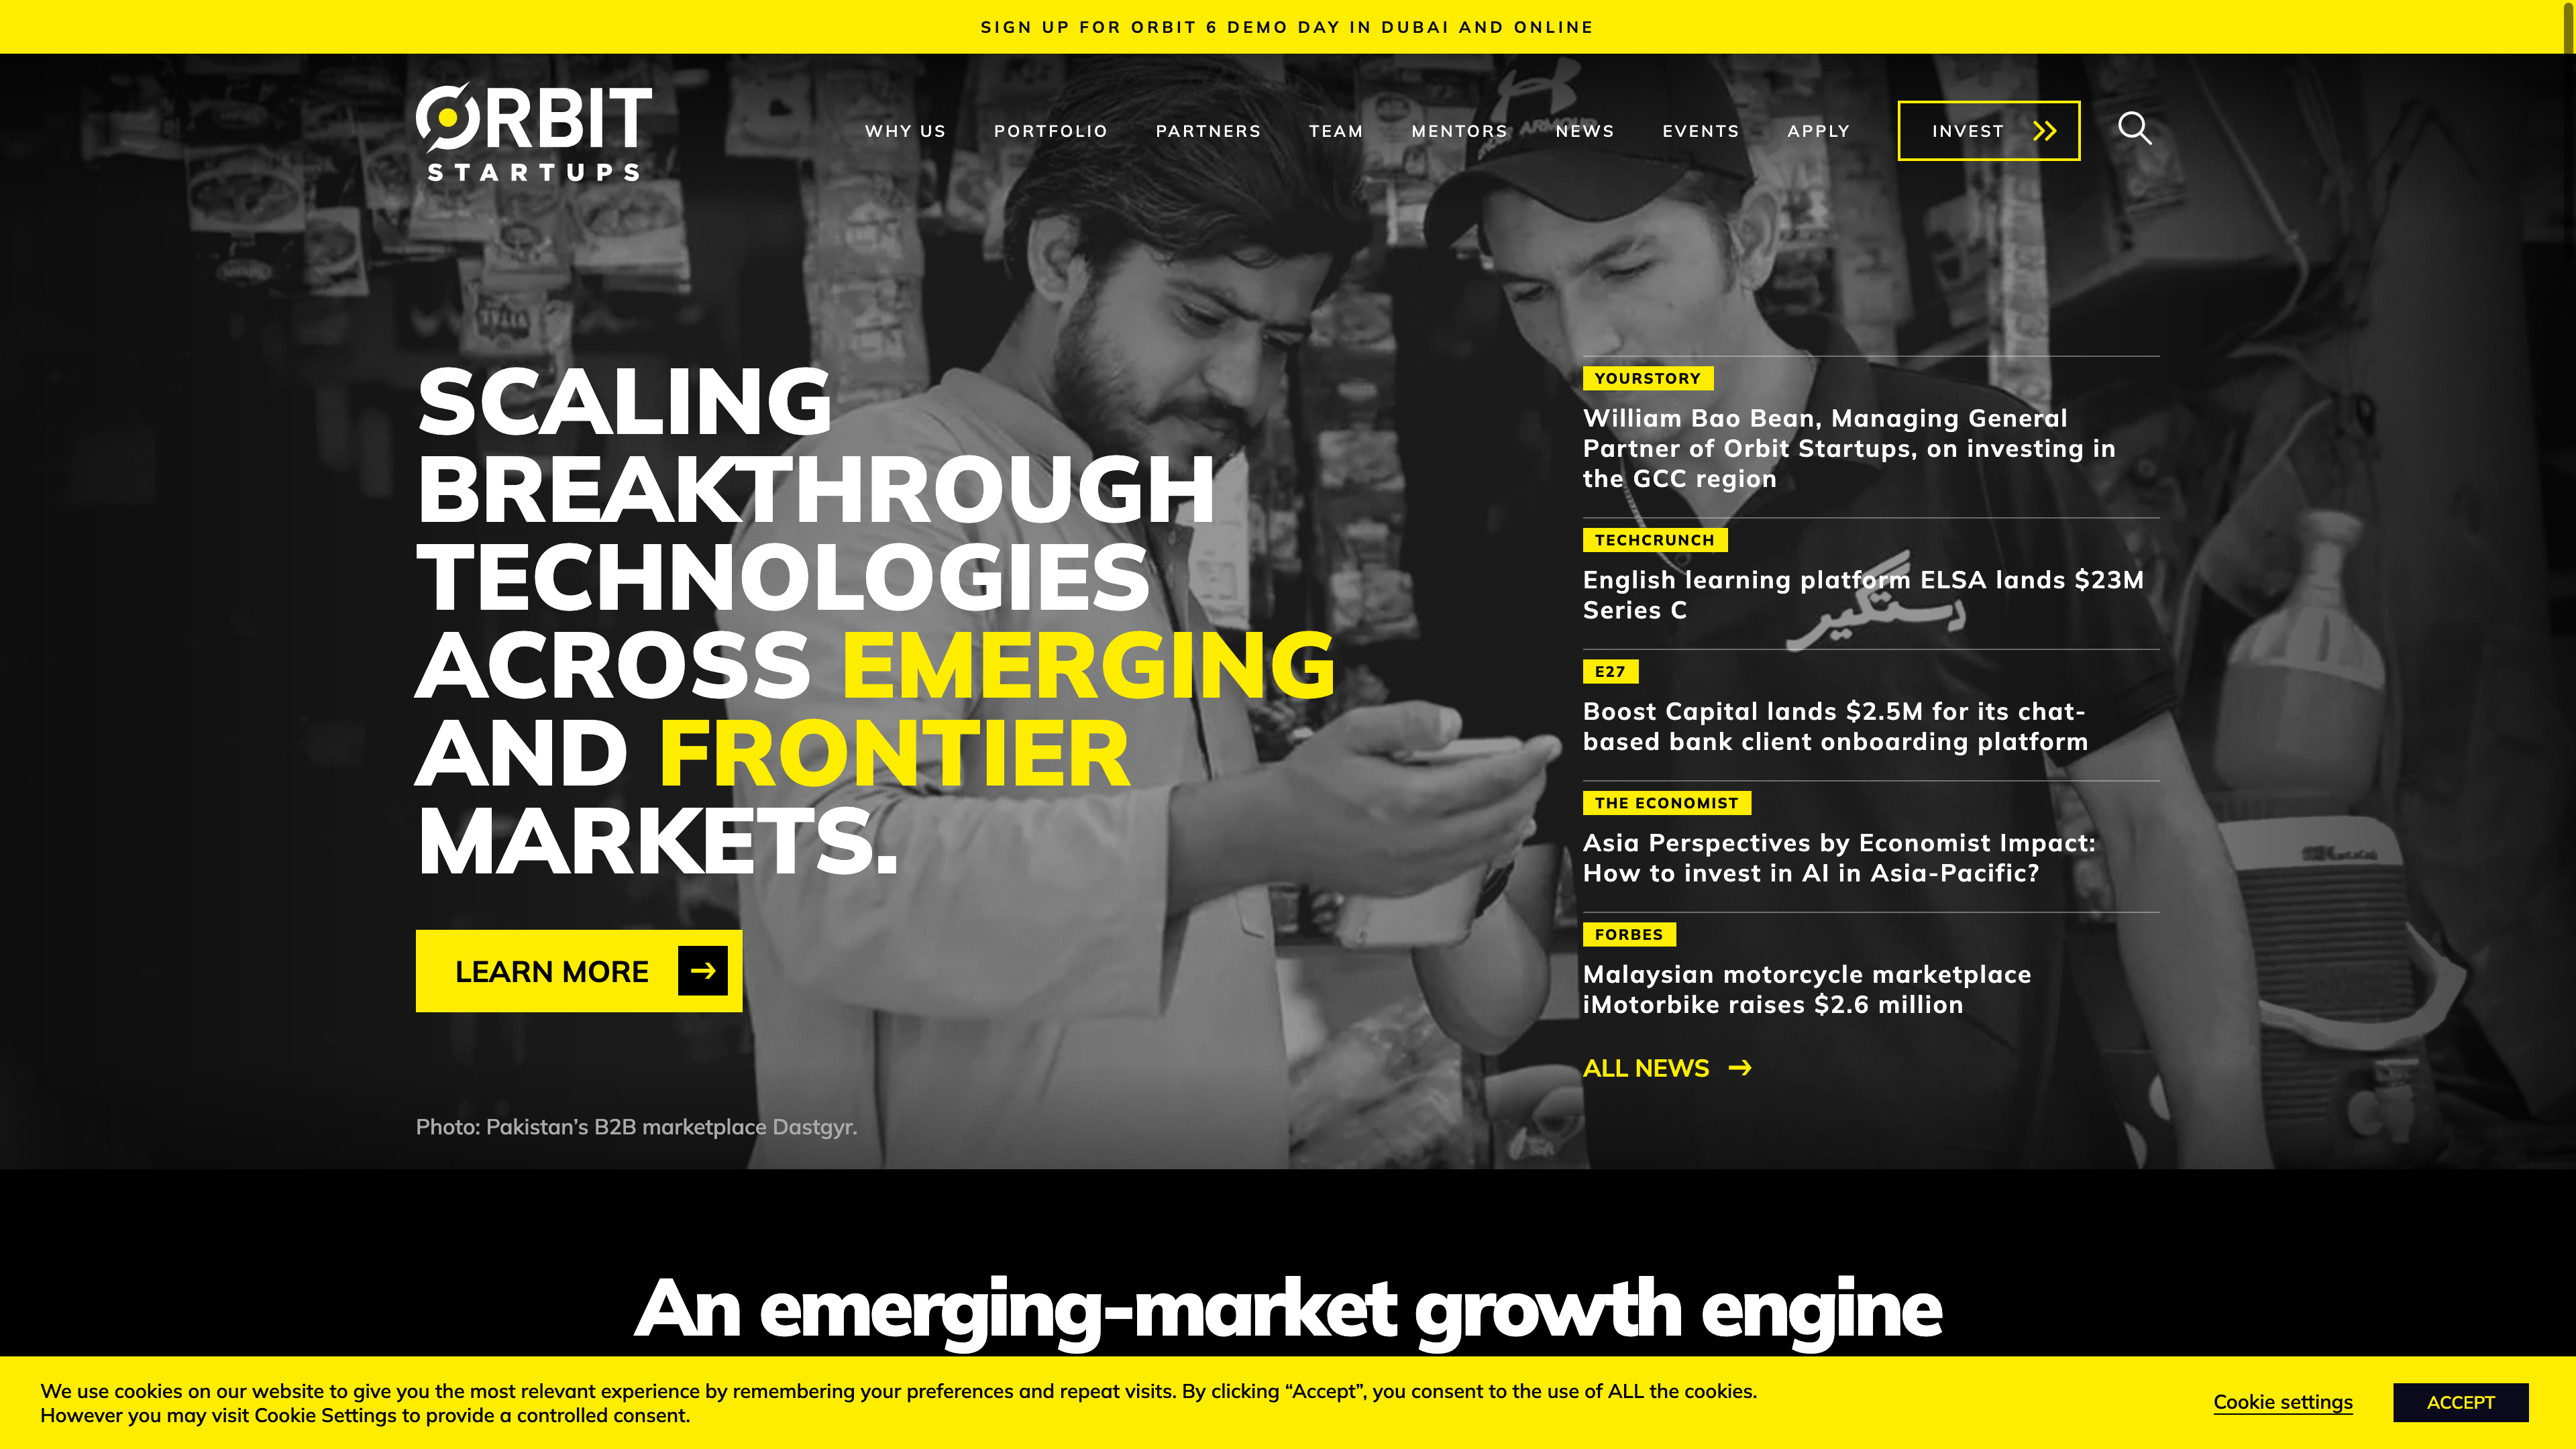 SIGN UP FOR ORBIT 6 DEMO DAY IN DUBAI AND ONLINE
ORBIT
STARTUPS
WHY US
PORTFOLIO
PARTNERS
TEAM
MENTORS
NEWS
EVENTS
APPLY
INVEST
SCALING
BREAKTHROUGH
TECHNOLOGIES
ACROSS EMERGING
AND FRONTIER
MARKETS.
LEARN MORE
Photo: Pakistan’s B2B marketplace Dastgyr.
YOURSTORY
William Bao Bean, Managing General
Partner of Orbit Startups, on investing in
the GCC region
TECHCRUNCH
English learning platform ELSA lands $23M
Series C
دستگیر
E27
Boost Capital lands $2.5M for its chat-
based bank client onboarding platform
THE ECONOMIST
Asia Perspectives by Economist Impact:
How to invest in AI in Asia-Pacific?
FORBES
Malaysian motorcycle marketplace
iMotorbike raises $2.6 million
ALL NEWS
An emerging-market growth engine
We use cookies on our website to give you the most relevant experience by remembering your preferences and repeat visits. By clicking “Accept”, you consent to the use of ALL the cookies.
However you may visit Cookie Settings to provide a controlled consent.
Cookie settings
ACCEPT